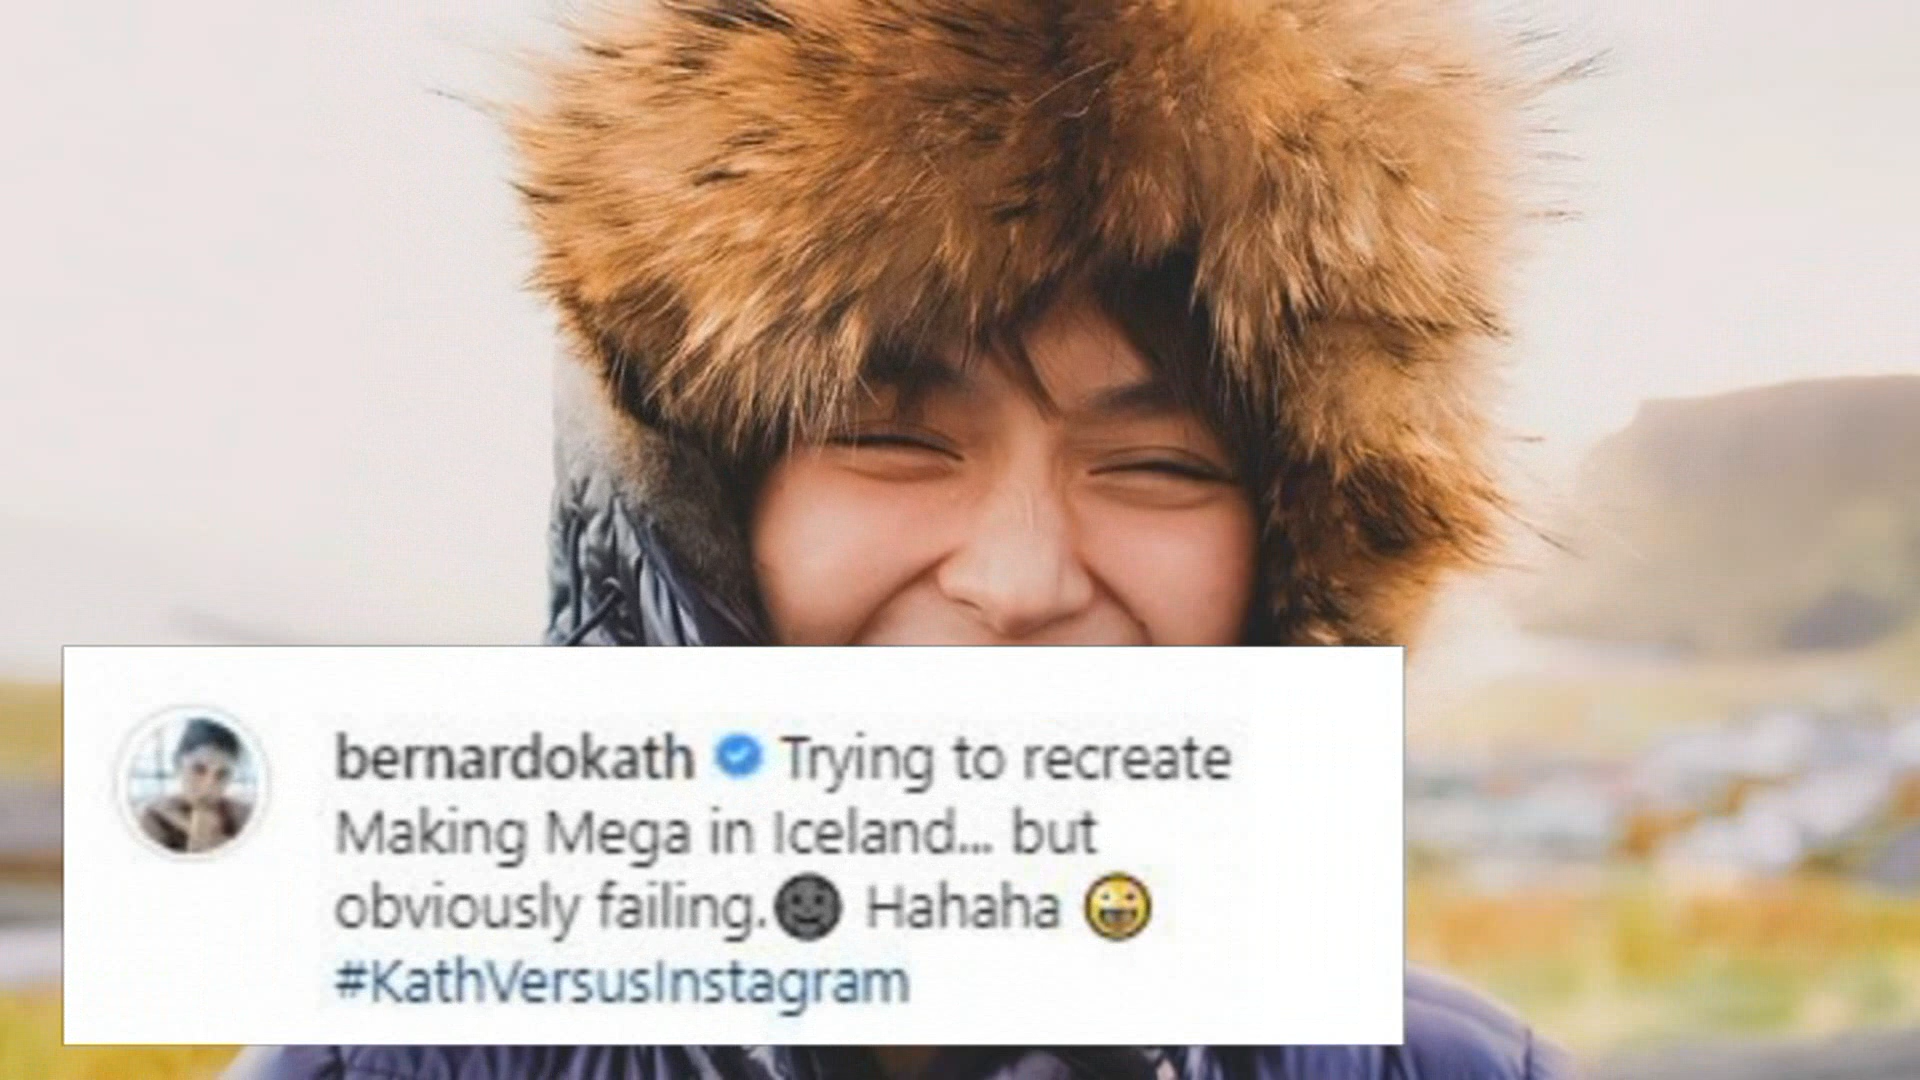 bernardokath Trying to recreate
Making Mega in Iceland... but
obviously failing.🌚 Hahaha 😀
#KathVersusInstagram